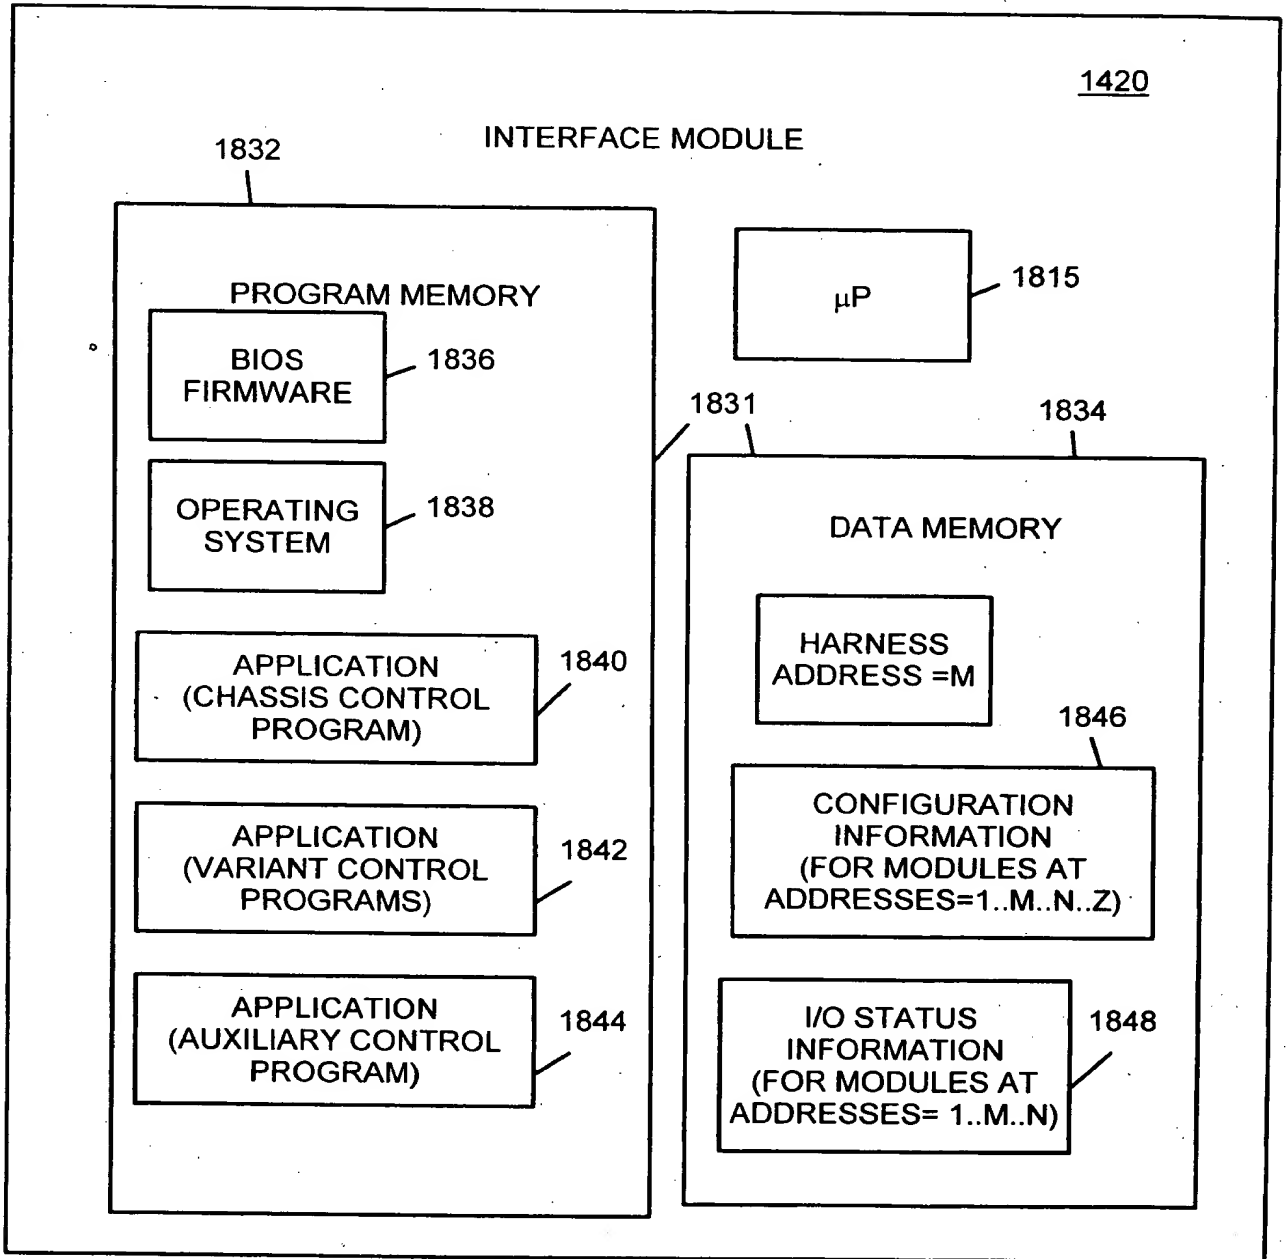 1420
INTERFACE MODULE
1832
PROGRAM MEMORY
BIOS
FIRMWARE
1836
OPERATING
SYSTEM
1838
APPLICATION
(CHASSIS CONTROL
PROGRAM)
1840
APPLICATION
(VARIANT CONTROL
PROGRAMS)
1842
APPLICATION
(AUXILIARY CONTROL
PROGRAM)
1844
μP
1815
1831
1834
DATA MEMORY
HARNESS
ADDRESS =M
1846
CONFIGURATION
INFORMATION
(FOR MODULES AT
ADDRESSES=1..M..N..Z)
I/O STATUS
INFORMATION
(FOR MODULES AT
ADDRESSES= 1..M..N)
1848